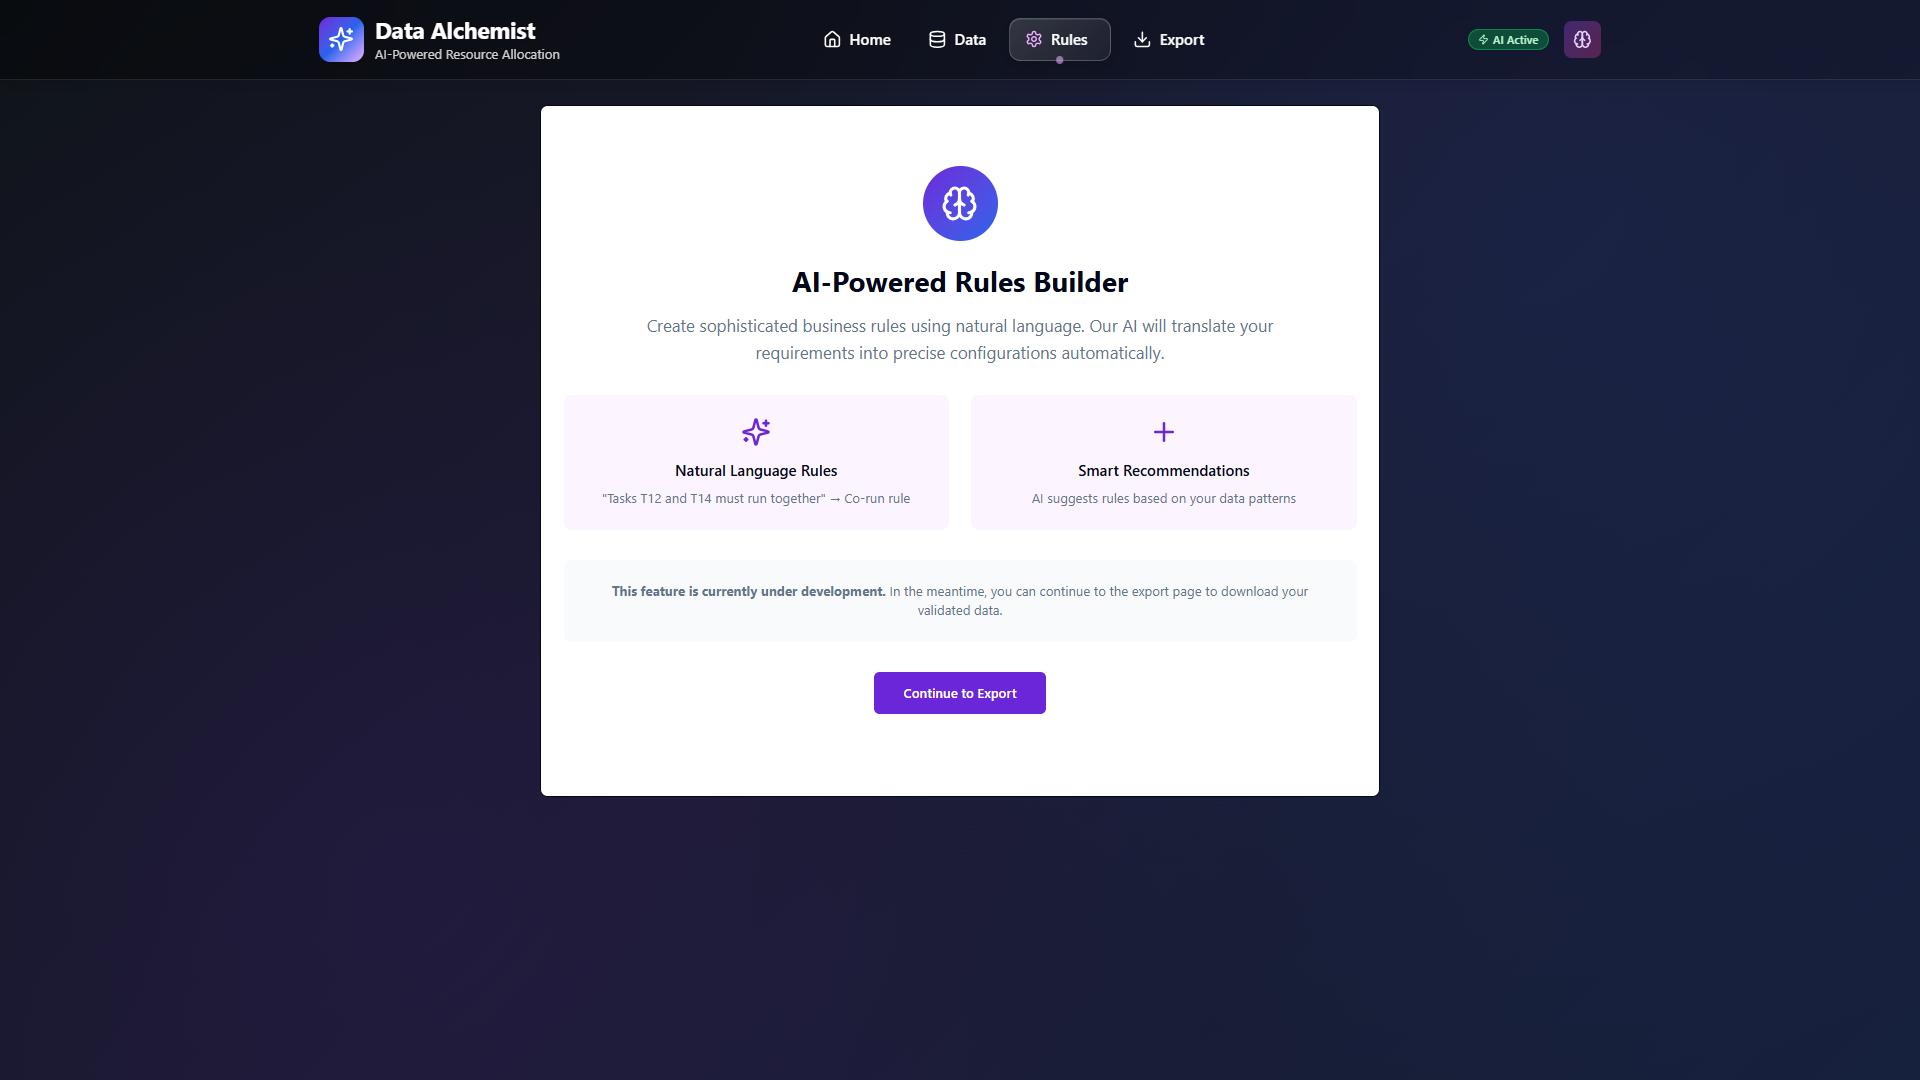 Data Alchemist
AI-Powered Resource Allocation
Home
Data
Rules
Export
AI Active
AI-Powered Rules Builder
Create sophisticated business rules using natural language. Our AI will translate your
requirements into precise configurations automatically.
Natural Language Rules
"Tasks T12 and T14 must run together" → Co-run rule
Smart Recommendations
AI suggests rules based on your data patterns
This feature is currently under development. In the meantime, you can continue to the export page to download your
validated data.
Continue to Export